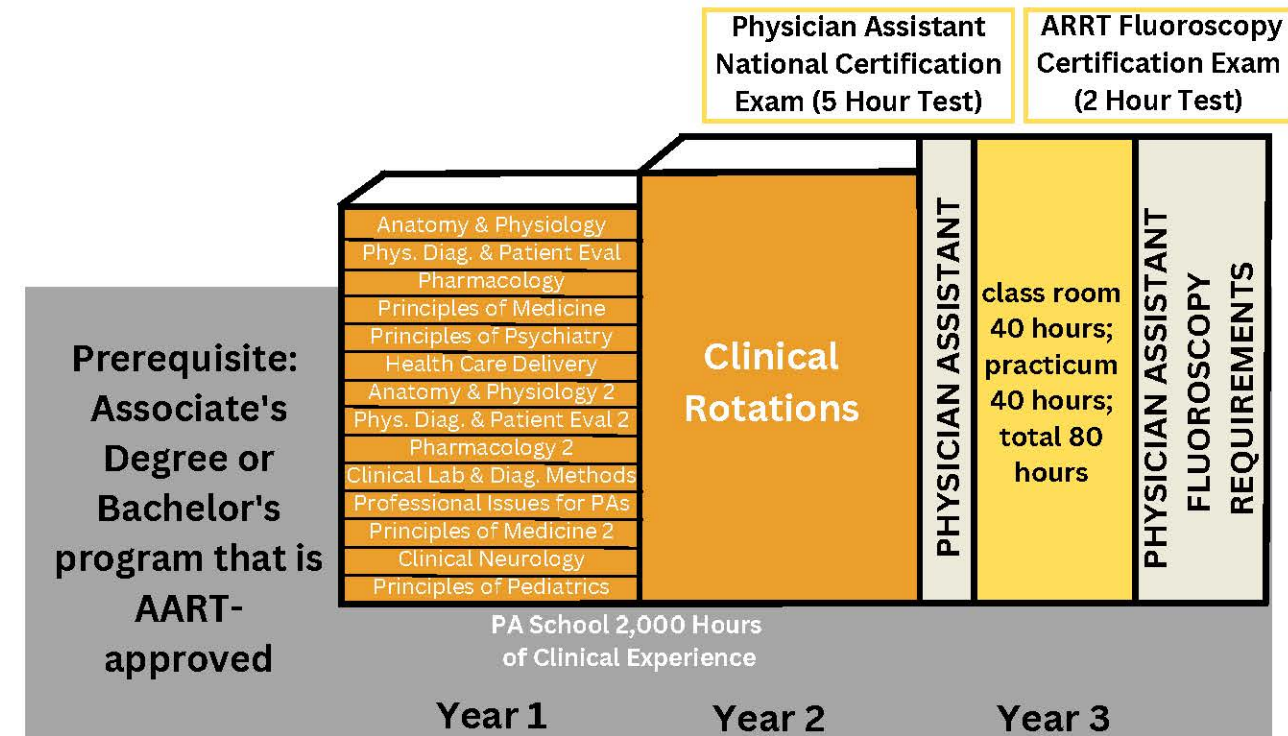 Physician Assistant
National Certification
Exam (5 Hour Test)
ARRT Fluoroscopy
Certification Exam
(2 Hour Test)
Prerequisite:
Associate's
Degree or
Bachelor's
program that is
AART-
approved
Anatomy & Physiology
Phys. Diag. & Patient Eval
Pharmacology
Principles of Medicine
Principles of Psychiatry
Health Care Delivery
Anatomy & Physiology 2
Phys. Diag. & Patient Eval 2
Pharmacology 2
Clinical Lab & Diag. Methods
Professional Issues for PAs
Principles of Medicine 2
Clinical Neurology
Principles of Pediatrics
Clinical
Rotations
PHYSICIAN ASSISTANT
class room
40 hours;
practicum
40 hours;
total 80
hours
PHYSICIAN ASSISTANT
FLUOROSCOPY
REQUIREMENTS
PA School 2,000 Hours
of Clinical Experience
Year 1
Year 2
Year 3